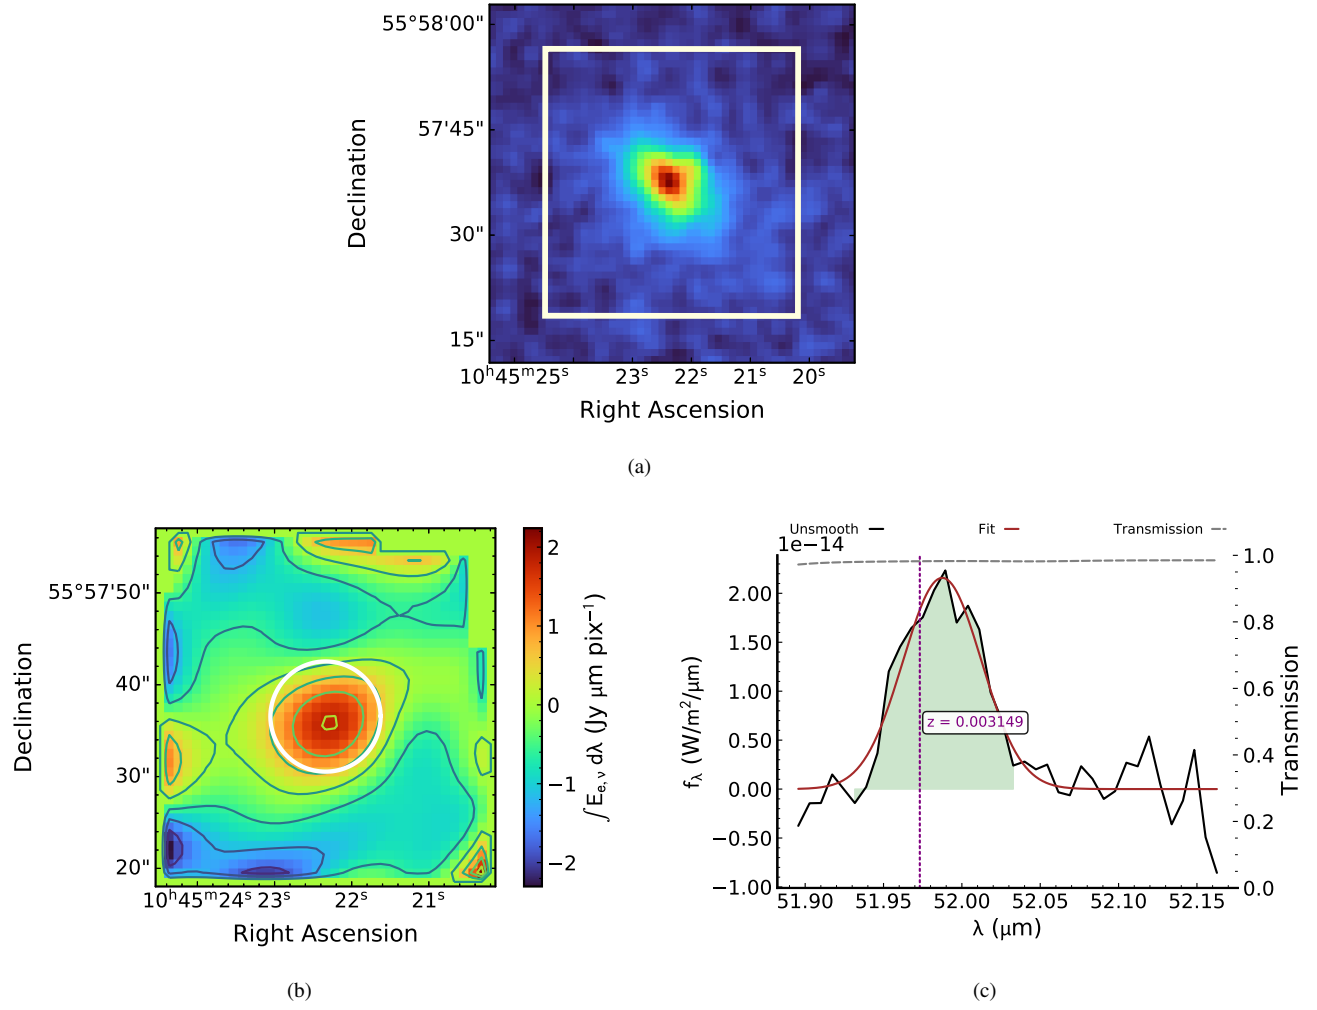 55°58'00"
57'45"
30"
15"
Declination
10ʰ45ᵐ25ˢ 23ˢ 22ˢ 21ˢ 20ˢ
Right Ascension
(a)
55°57'50"
40"
30"
20"
Declination
10ʰ45ᵐ24ˢ 23ˢ 22ˢ 21ˢ
Right Ascension
2
1
0
−1
−2
∫E_{e,ν} dλ (Jy μm pix⁻¹)
(b)
Unsmooth Fit Transmission
1e−14
2.00
1.50
1.00
0.50
0.00
−0.50
−1.00
f_λ (W/m²/μm)
z = 0.003149
1.0
0.8
0.6
0.4
0.2
0.0
Transmission
51.90 51.95 52.00 52.05 52.10 52.15
λ (μm)
(c)